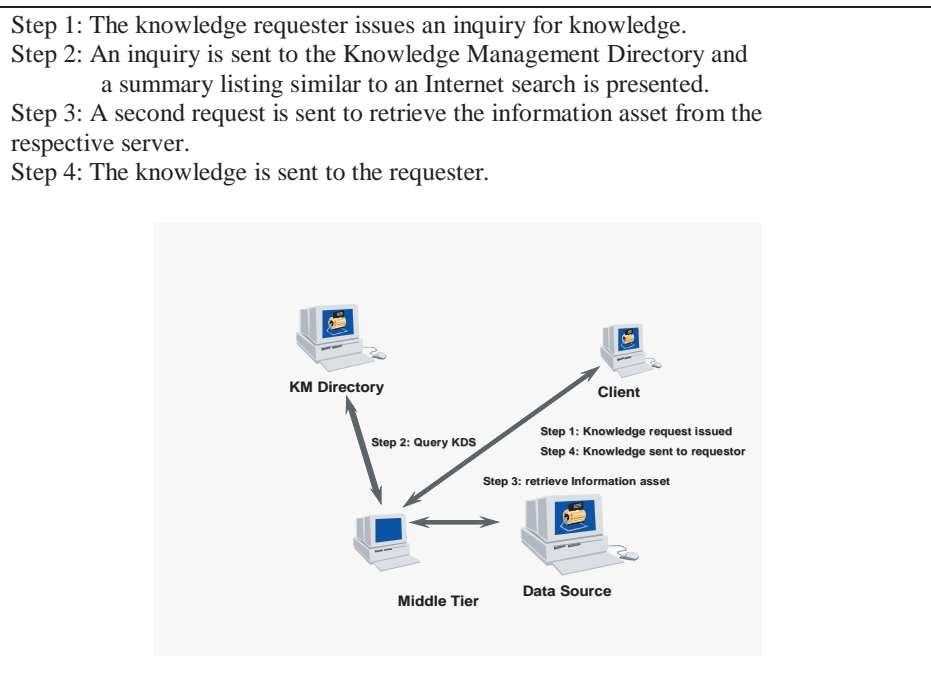 Step 1: The knowledge requester issues an inquiry for knowledge.
Step 2: An inquiry is sent to the Knowledge Management Directory and
a summary listing similar to an Internet search is presented.
Step 3: A second request is sent to retrieve the information asset from the
respective server.
Step 4: The knowledge is sent to the requester.
KM Directory
Client
Step 1: Knowledge request issued
Step 2: Query KDS
Step 4: Knowledge sent to requestor
Step 3: retrieve Information asset
Data Source
Middle Tier